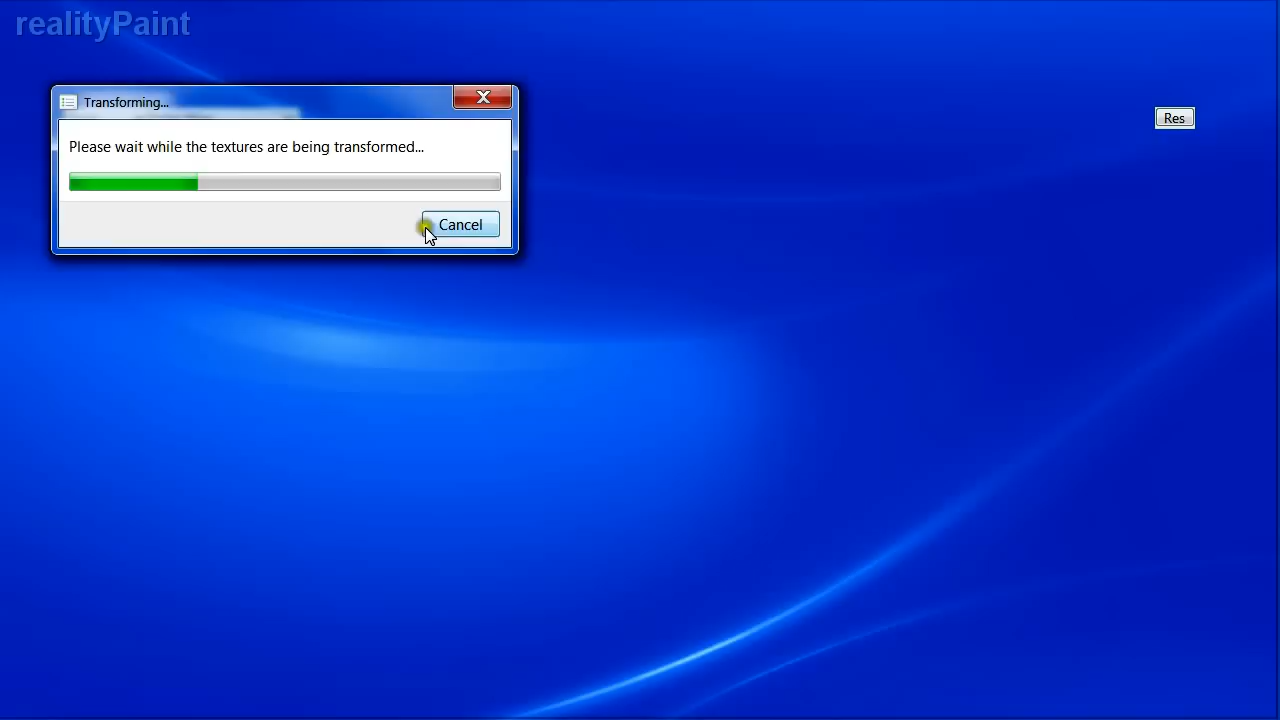 realityPaint
Transforming...
Res
Please wait while the textures are being transformed...
Cancel